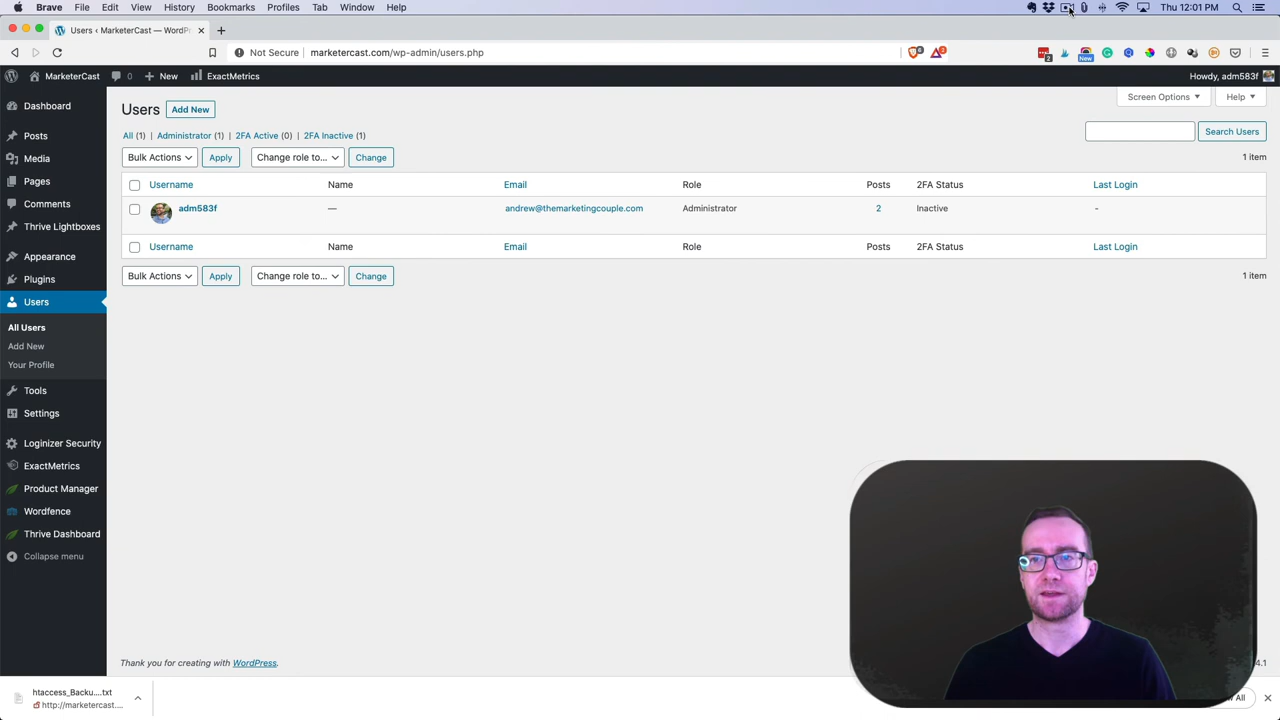 Brave File Edit View History Bookmarks Profiles Tab Window Help Thu 12:01 PM
Users ‹ MarketerCast — WordPr
Not Secure marketercast.com/wp-admin/users.php
MarketerCast 0 New ExactMetrics Howdy, adm583f
Dashboard
Posts
Media
Pages
Comments
Thrive Lightboxes
Appearance
Plugins
Users
All Users
Add New
Your Profile
Tools
Settings
Loginizer Security
ExactMetrics
Product Manager
Wordfence
Thrive Dashboard
Collapse menu
Screen Options Help
Users Add New
All (1) | Administrator (1) | 2FA Active (0) | 2FA Inactive (1)
Search Users
Bulk Actions Apply Change role to... Change 1 item
Username Name Email Role Posts 2FA Status Last Login
adm583f — andrew@themarketingcouple.com Administrator 2 Inactive -
Username Name Email Role Posts 2FA Status Last Login
Bulk Actions Apply Change role to... Change 1 item
Thank you for creating with WordPress. 4.1
htaccess_Backu....txt
http://marketercast....
All